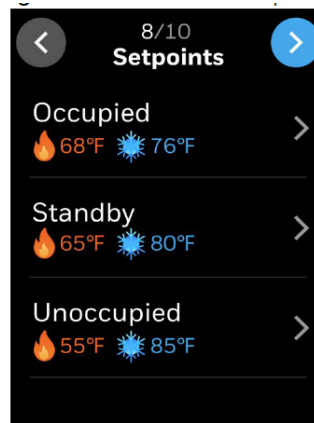 8/10
Setpoints
Occupied
68°F 76°F
Standby
65°F 80°F
Unoccupied
55°F 85°F